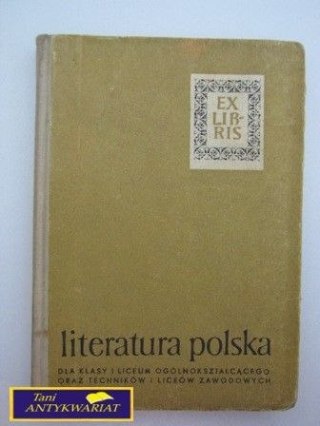 EX
LIB-
RIS
literatura polska
DLA KLASY I LICEUM OGÓLNOKSZTAŁCĄCEGO
ORAZ TECHNIKÓW I LICEÓW ZAWODOWYCH
Tani
ANTYKWARIAT